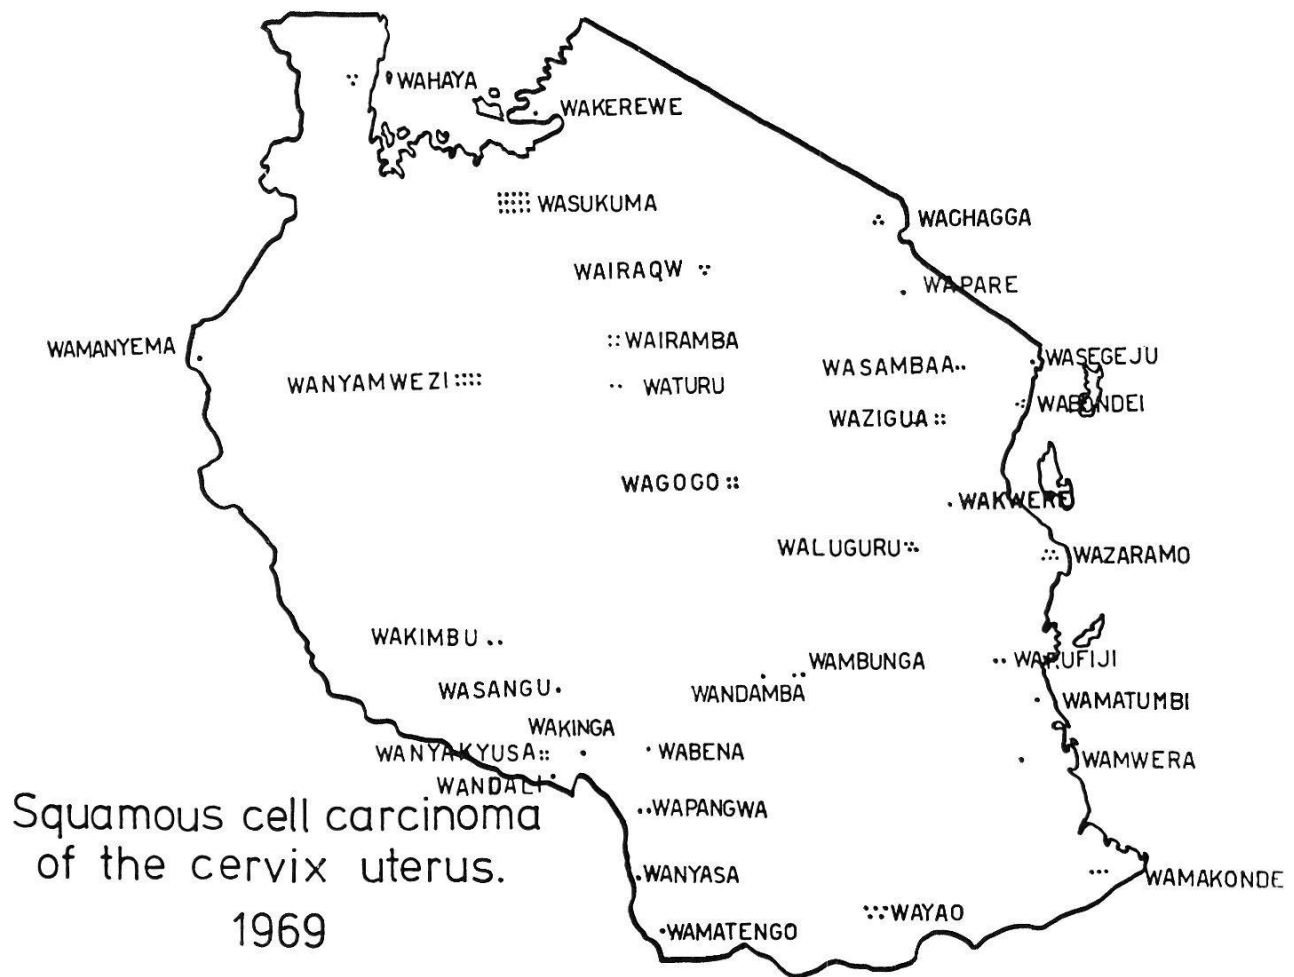 WAHAYA
WAKEREWE
WASUKUMA
WACHAGGA
WAIRAQW
WAPARE
WAMANYEMA
WAIRAMBA
WASEGEJU
WASAMBAA
WANYAMWEZI
WATURU
WABONDEI
WAZIGUA
WAGOGO
WAKWERE
WALUGURU
WAZARAMO
WAKIMBU
WAMBUNGA
WARUFIJI
WASANGU
WANDAMBA
WAMATUMBI
WAKINGA
WANYAKYUSA
WABENA
WAMWERA
WANDALI
WAPANGWA
Squamous cell carcinoma
of the cervix uterus.
1969
WANYASA
WAMAKONDE
WAYAO
WAMATENGO